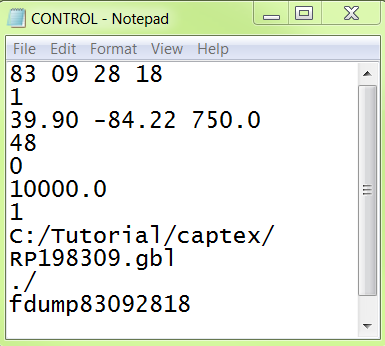 CONTROL - Notepad
File Edit Format View Help
83 09 28 18
1
39.90 -84.22 750.0
48
0
10000.0
1
C:/Tutorial/captex/
RP198309.gbl
./
fdump83092818